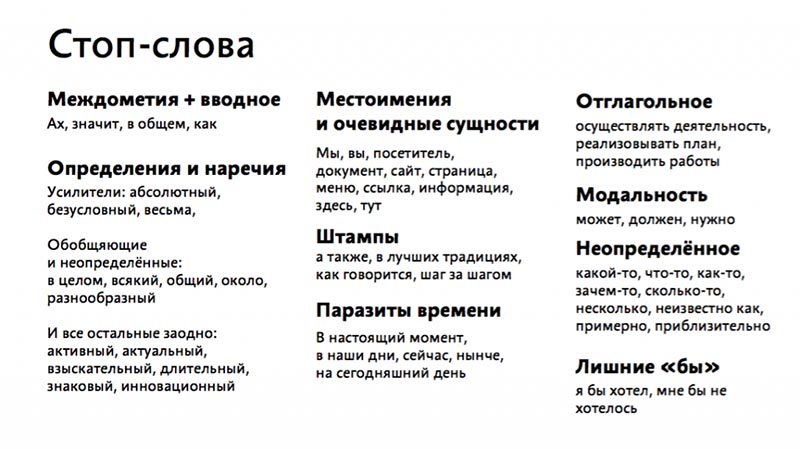 Стоп-слова
Междометия + вводное
Ах, значит, в общем, как
Определения и наречия
Усилители: абсолютный,
безусловный, весьма,
Обобщающие
и неопределённые:
в целом, всякий, общий, около,
разнообразный
И все остальные заодно:
активный, актуальный,
взыскательный, длительный,
знаковый, инновационный
Местоимения
и очевидные сущности
Мы, вы, посетитель,
документ, сайт, страница,
меню, ссылка, информация,
здесь, тут
Штампы
а также, в лучших традициях,
как говорится, шаг за шагом
Паразиты времени
В настоящий момент,
в наши дни, сейчас, нынче,
на сегодняшний день
Отглагольное
осуществлять деятельность,
реализовывать план,
производить работы
Модальность
может, должен, нужно
Неопределённое
какой-то, что-то, как-то,
зачем-то, сколько-то,
несколько, неизвестно как,
примерно, приблизительно
Лишние «бы»
я бы хотел, мне бы не
хотелось